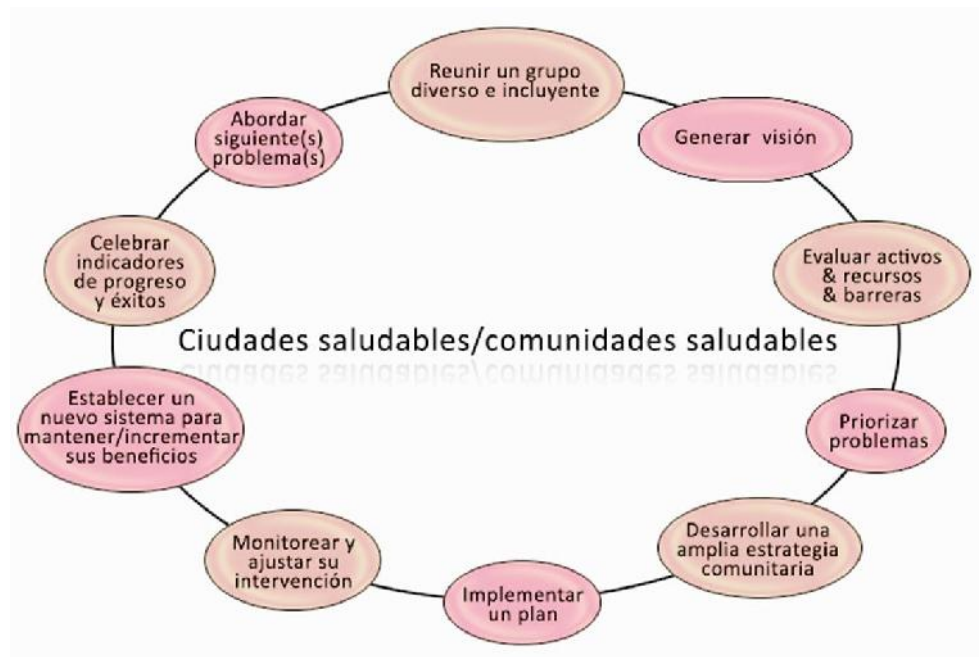 Reunir un grupo
diverso e incluyente
Generar visión
Evaluar activos
& recursos
& barreras
Priorizar
problemas
Desarrollar una
amplia estrategia
comunitaria
Implementar
un plan
Monitorear y
ajustar su
intervención
Establecer un
nuevo sistema para
mantener/incrementar
sus beneficios
Celebrar
indicadores
de progreso
y éxitos
Abordar
siguiente(s)
problema(s)
Ciudades saludables/comunidades saludables